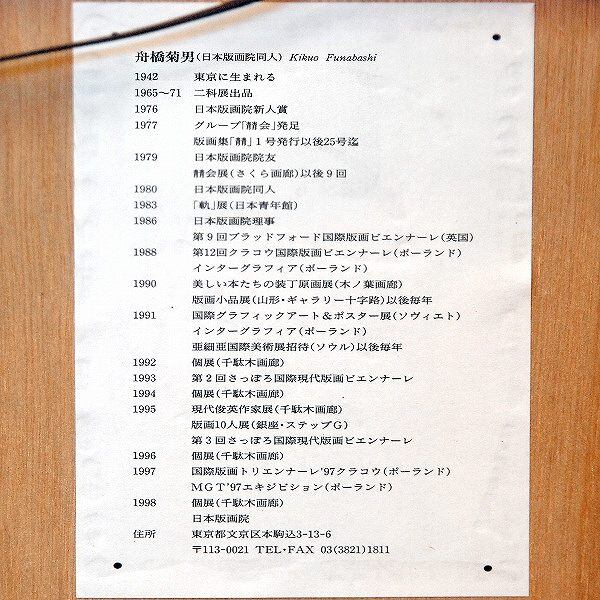 舟橋菊男(日本版画院同人) Kikuo Funabashi
1942 東京に生まれる
1965〜71 二科展出品
1976 日本版画院新人賞
1977 グループ「鬅会」発足
版画集「鬅」1号発行以後25号迄
1979 日本版画院院友
鬅会展(さくら画廊)以後9回
1980 日本版画院同人
1983 「軌」展(日本青年館)
1986 日本版画院理事
第9回ブラッドフォード国際版画ビエンナーレ(英国)
1988 第12回クラコウ国際版画ビエンナーレ(ポーランド)
インターグラフィア(ポーランド)
1990 美しい本たちの装丁原画展(木ノ葉画廊)
版画小品展(山形・ギャラリー十字路)以後毎年
1991 国際グラフィックアート&ポスター展(ソヴィエト)
インターグラフィア(ポーランド)
亜細亜国際美術展招待(ソウル)以後毎年
1992 個展(千駄木画廊)
1993 第2回さっぽろ国際現代版画ビエンナーレ
1994 個展(千駄木画廊)
1995 現代俊英作家展(千駄木画廊)
版画10人展(銀座・ステップG)
第3回さっぽろ国際現代版画ビエンナーレ
1996 個展(千駄木画廊)
1997 国際版画トリエンナーレ'97クラコウ(ポーランド)
MGT'97エキジビション(ポーランド)
1998 個展(千駄木画廊)
日本版画院
住所 東京都文京区本駒込3-13-6
〒113-0021 TEL・FAX 03(3821)1811